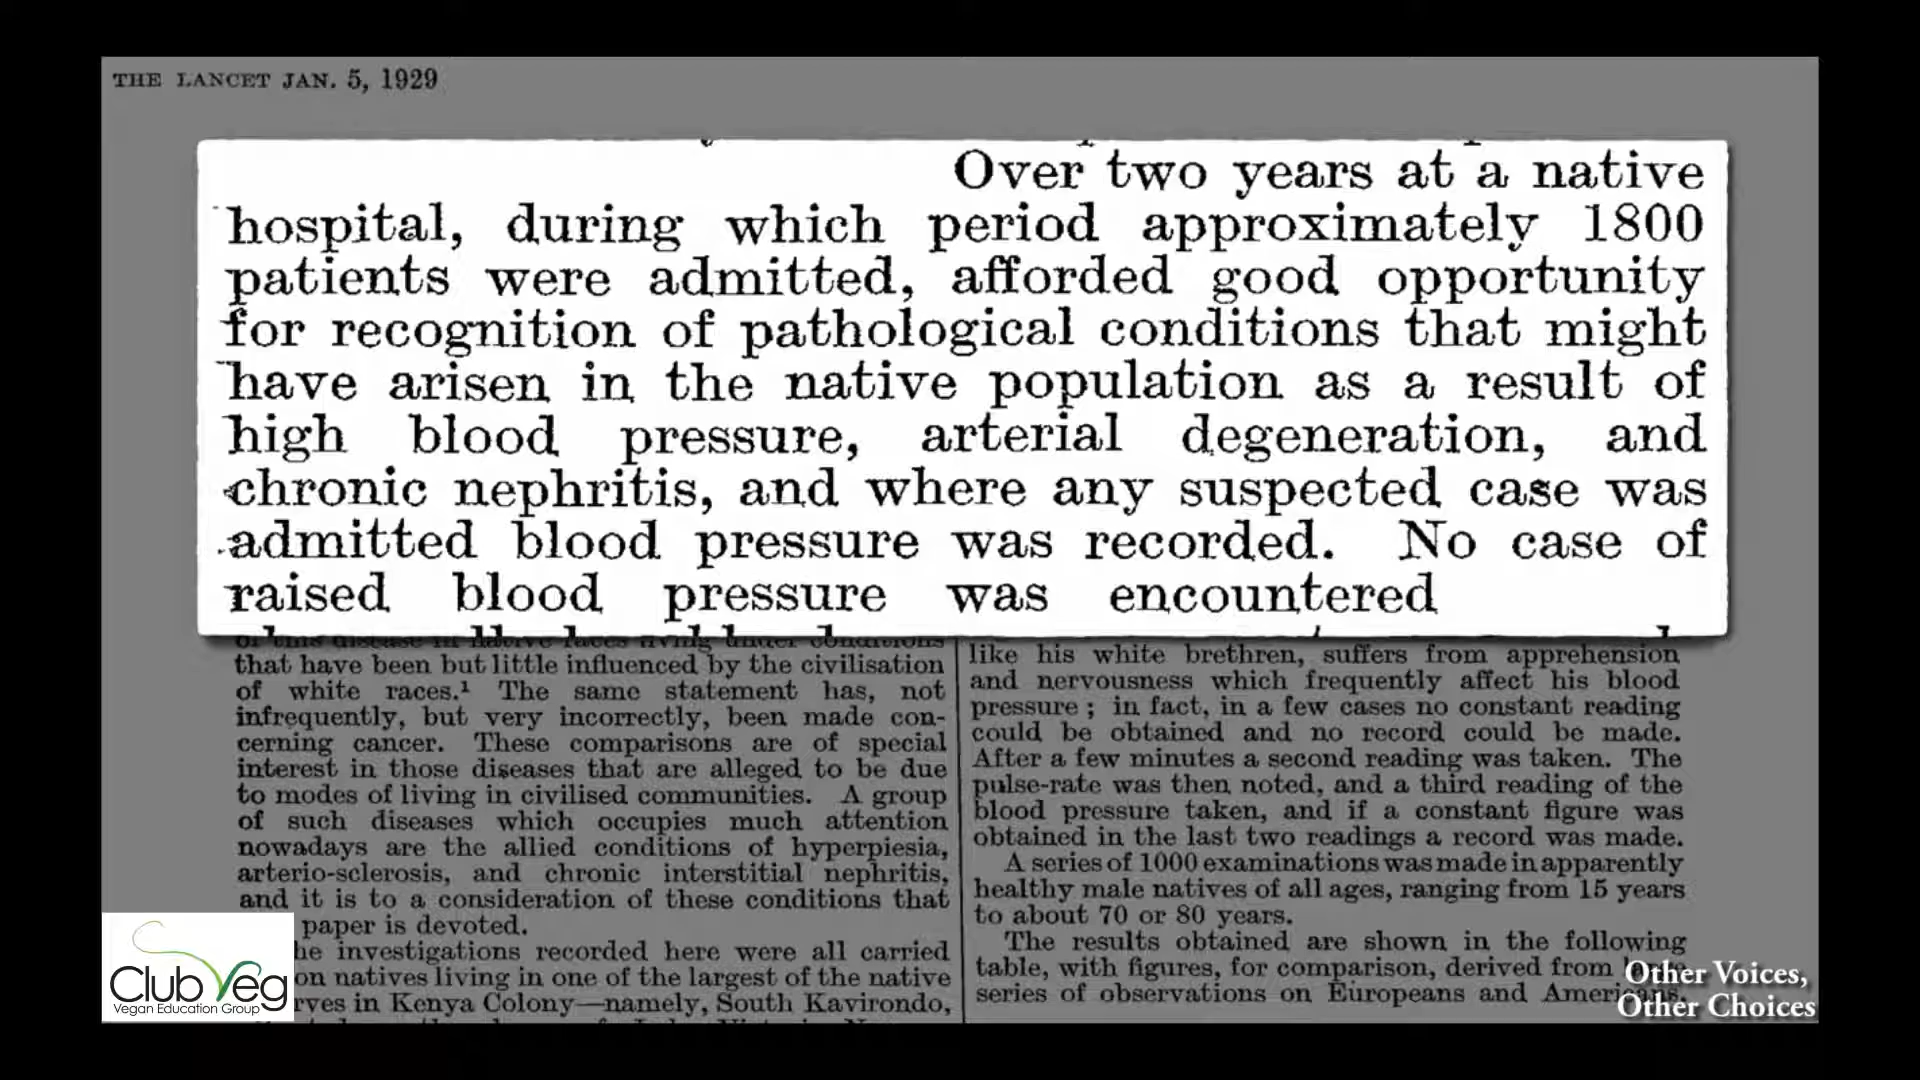 THE LANCET JAN. 5, 1929
Over two years at a native
hospital, during which period approximately 1800
patients were admitted, afforded good opportunity
for recognition of pathological conditions that might
have arisen in the native population as a result of
high blood pressure, arterial degeneration, and
chronic nephritis, and where any suspected case was
admitted blood pressure was recorded. No case of
raised blood pressure was encountered
that have been but little influenced by the civilisation
of white races.¹ The same statement has, not
infrequently, but very incorrectly, been made con-
cerning cancer. These comparisons are of special
interest in those diseases that are alleged to be due
to modes of living in civilised communities. A group
of such diseases which occupies much attention
nowadays are the allied conditions of hyperpiesia,
arterio-sclerosis, and chronic interstitial nephritis,
and it is to a consideration of these conditions that
paper is devoted.
investigations recorded here were all carried
on natives living in one of the largest of the native
in Kenya Colony—namely, South Kavirondo,
like his white brethren, suffers from apprehension
and nervousness which frequently affect his blood
pressure ; in fact, in a few cases no constant reading
could be obtained and no record could be made.
After a few minutes a second reading was taken. The
pulse-rate was then noted, and a third reading of the
blood pressure taken, and if a constant figure was
obtained in the last two readings a record was made.
A series of 1000 examinations was made in apparently
healthy male natives of all ages, ranging from 15 years
to about 70 or 80 years.
The results obtained are shown in the following
table, with figures, for comparison, derived from
series of observations on Europeans and Americans.
Club Veg
Vegan Education Group
Other Voices,
Other Choices